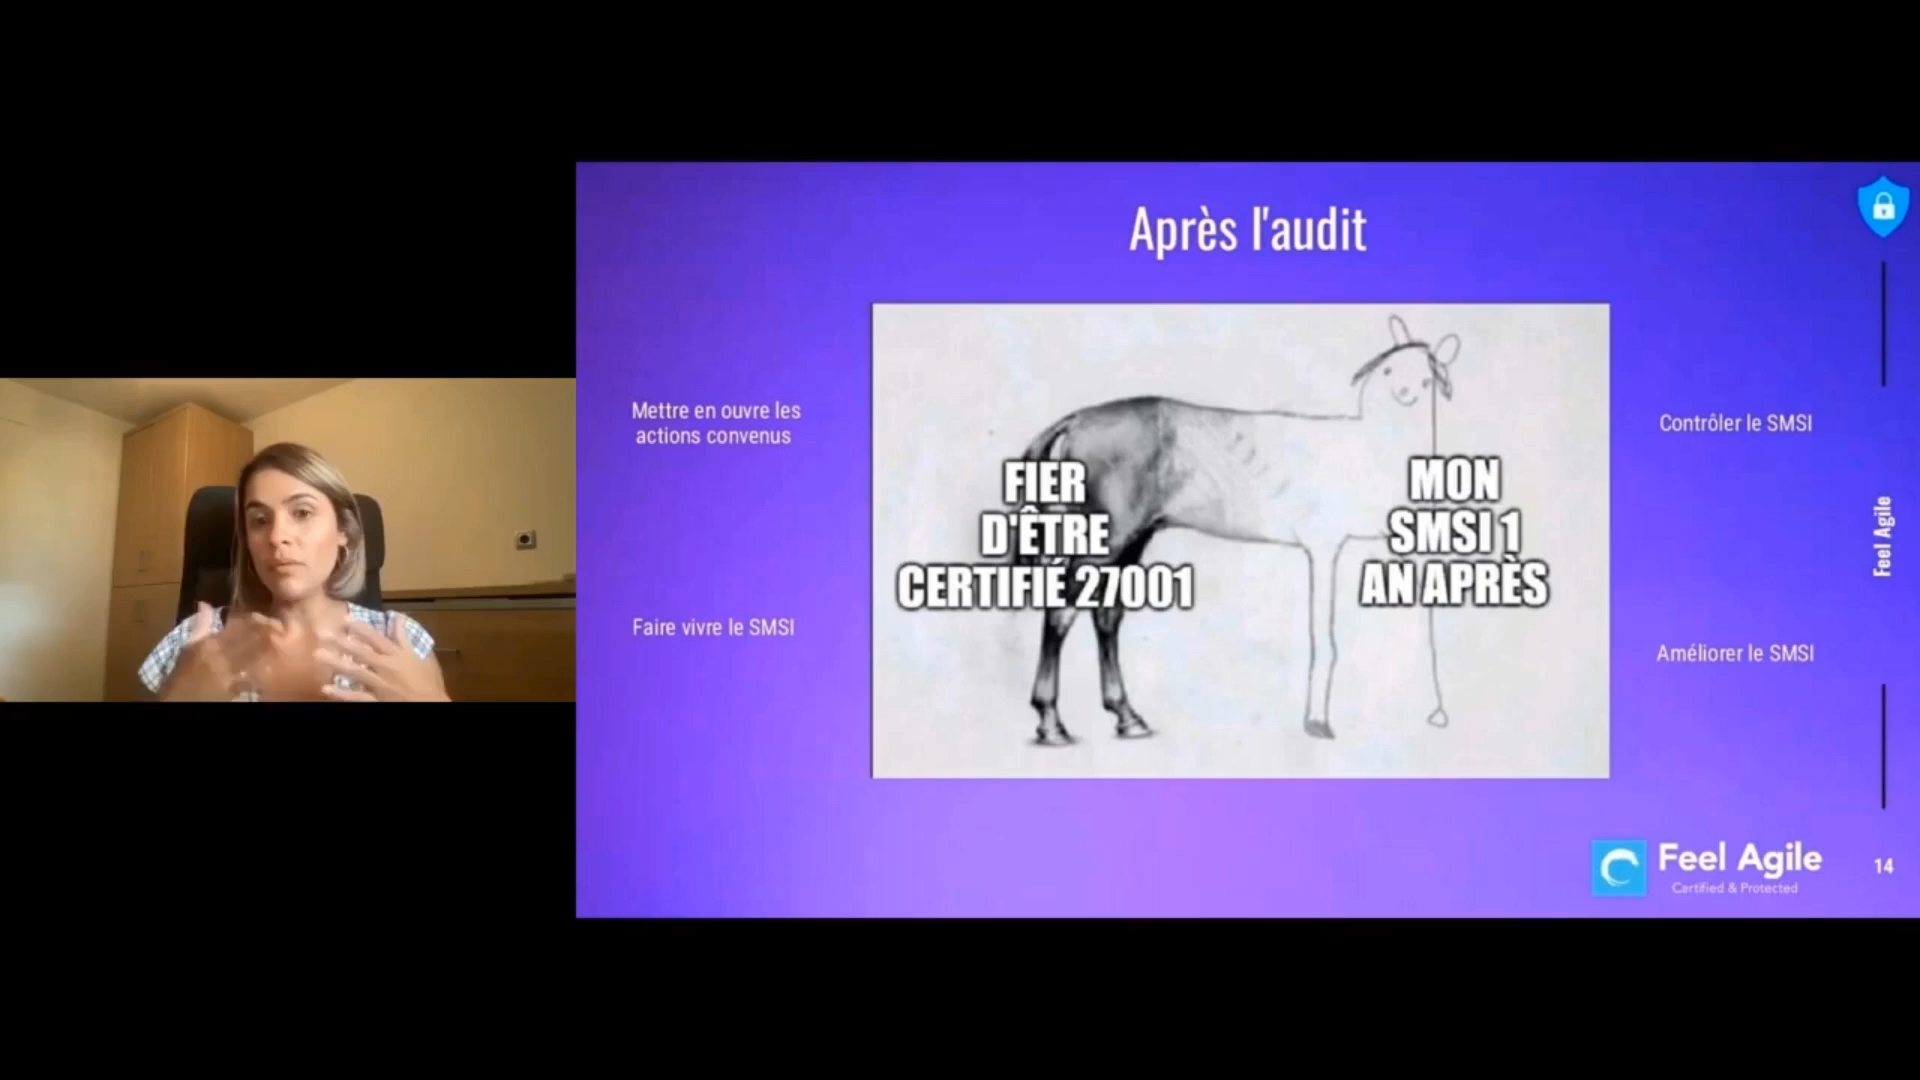 Après l'audit
Mettre en ouvre les
actions convenus
Faire vivre le SMSI
FIER
D'ÊTRE
CERTIFIÉ 27001
MON
SMSI 1
AN APRÈS
Contrôler le SMSI
Améliorer le SMSI
Feel Agile
Feel Agile
Certified & Protected
14